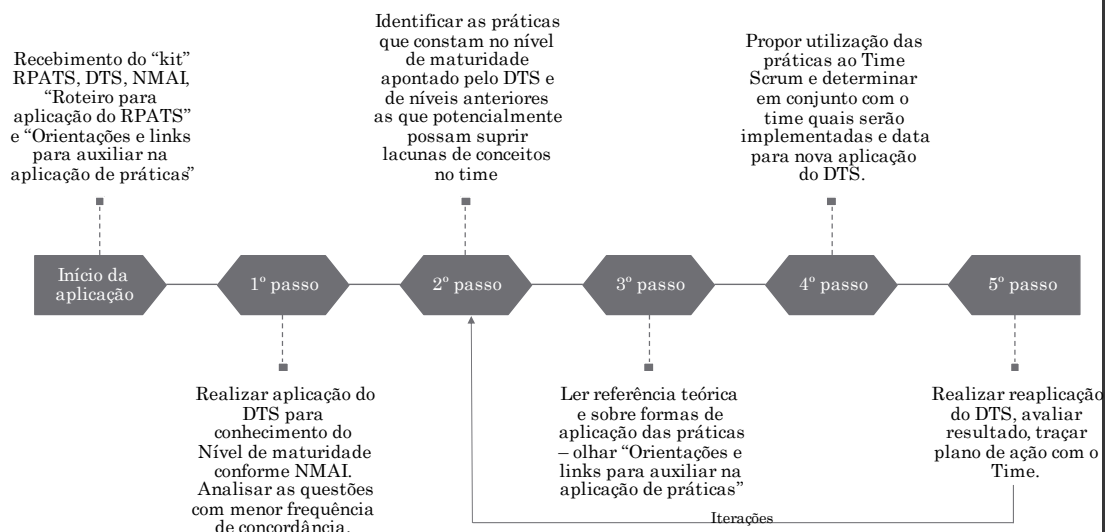 Recebimento do “kit”
RPATS, DTS, NMAI,
“Roteiro para
aplicação do RPATS”
e “Orientações e links
para auxiliar na
aplicação de práticas”
Identificar as práticas
que constam no nível
de maturidade
apontado pelo DTS e
de níveis anteriores
as que potencialmente
possam suprir
lacunas de conceitos
no time
Propor utilização das
práticas ao Time
Scrum e determinar
em conjunto com o
time quais serão
implementadas e data
para nova aplicação
do DTS.
Início da
aplicação
1º passo
2º passo
3º passo
4º passo
5º passo
Realizar aplicação do
DTS para
conhecimento do
Nível de maturidade
conforme NMAI.
Analisar as questões
com menor frequência
de concordância.
Ler referência teórica
e sobre formas de
aplicação das práticas
– olhar “Orientações e
links para auxiliar na
aplicação de práticas”
Realizar reaplicação
do DTS, avaliar
resultado, traçar
plano de ação com o
Time.
Iterações